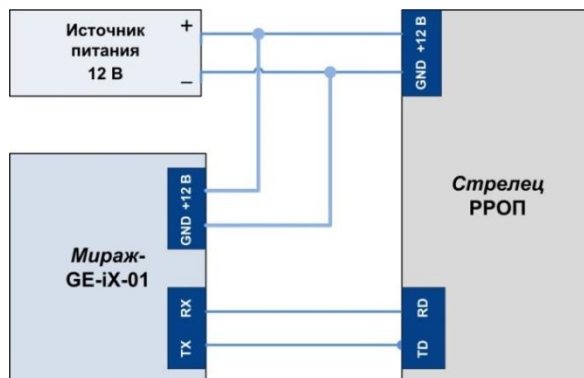 Источник
питания
12 В
+
–
GND +12 В
Стрелец
РРОП
Мираж-
GE-iX-01
GND +12 В
RX
TX
RD
TD